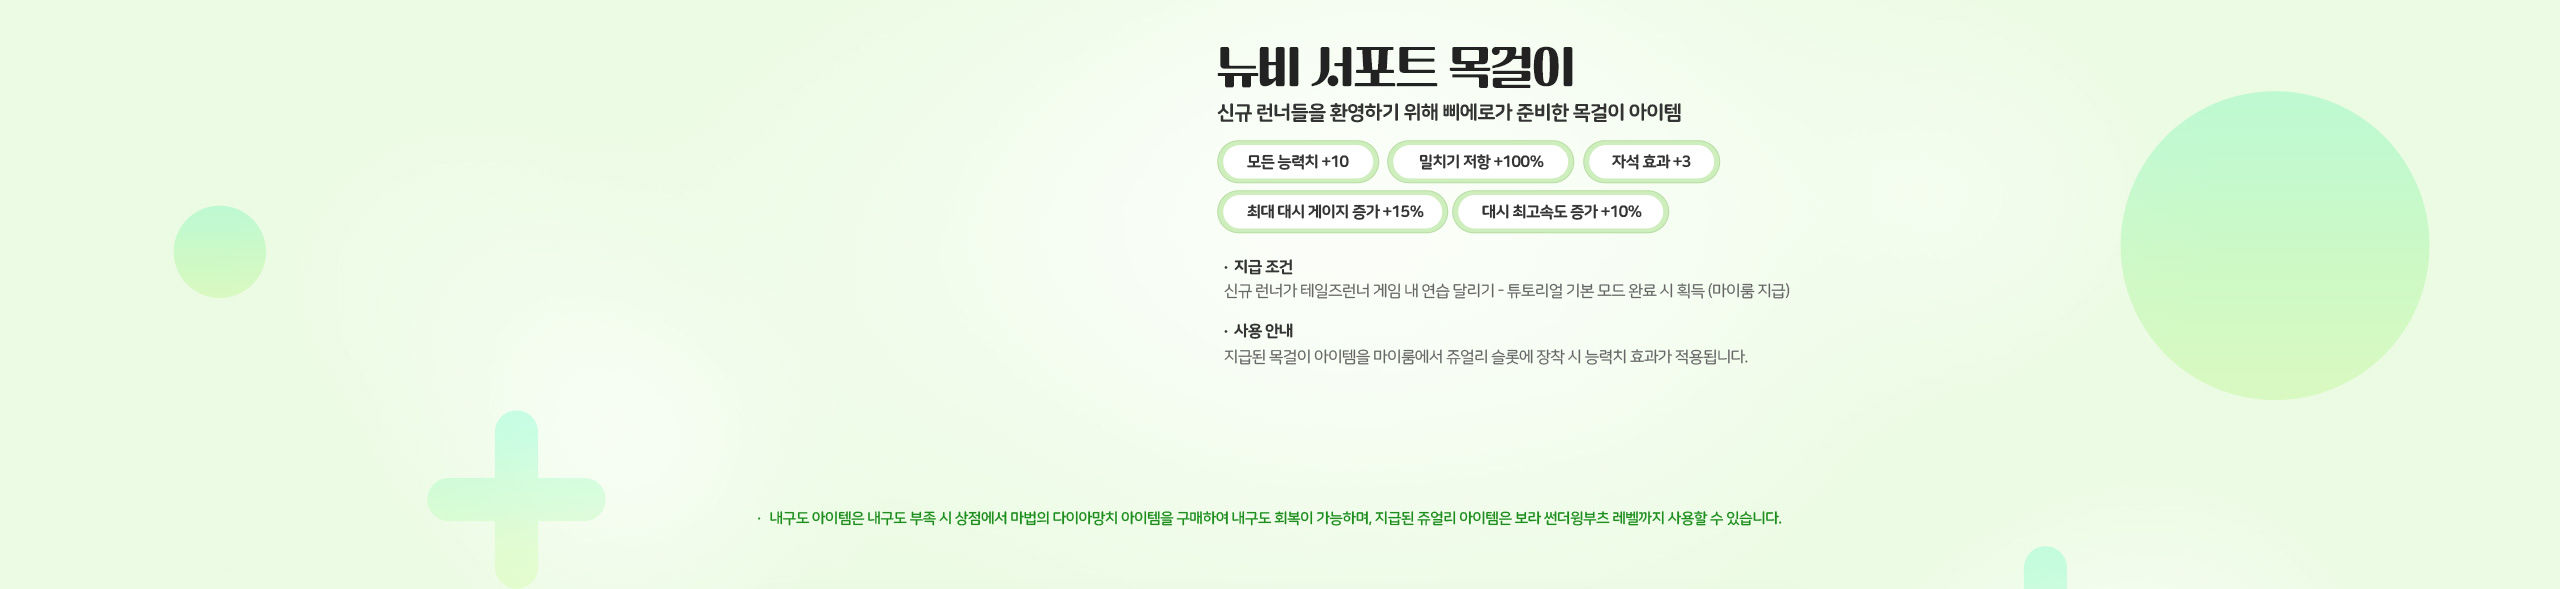 뉴비 서포트 목걸이
신규 런너들을 환영하기 위해 삐에로가 준비한 목걸이 아이템
모든 능력치 +10
밀치기 저항 +100%
자석 효과 +3
최대 대시 게이지 증가 +15%
대시 최고속도 증가 +10%
· 지급 조건
신규 런너가 테일즈런너 게임 내 연습 달리기 - 튜토리얼 기본 모드 완료 시 획득 (마이룸 지급)
· 사용 안내
지급된 목걸이 아이템을 마이룸에서 쥬얼리 슬롯에 장착 시 능력치 효과가 적용됩니다.
· 내구도 아이템은 내구도 부족 시 상점에서 마법의 다이아망치 아이템을 구매하여 내구도 회복이 가능하며, 지급된 쥬얼리 아이템은 보라 썬더윙부츠 레벨까지 사용할 수 있습니다.